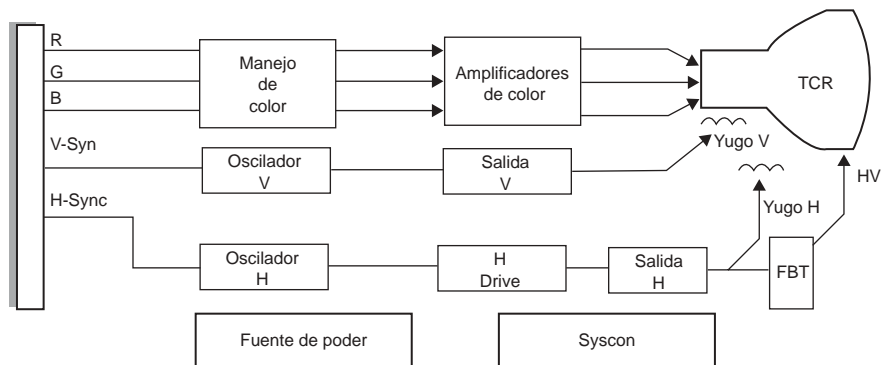 R
G
B
V-Syn
H-Sync
Manejo
de
color
Amplificadores
de color
TCR
Yugo V
Oscilador
V
Salida
V
HV
Yugo H
Oscilador
H
H
Drive
Salida
H
FBT
Fuente de poder
Syscon